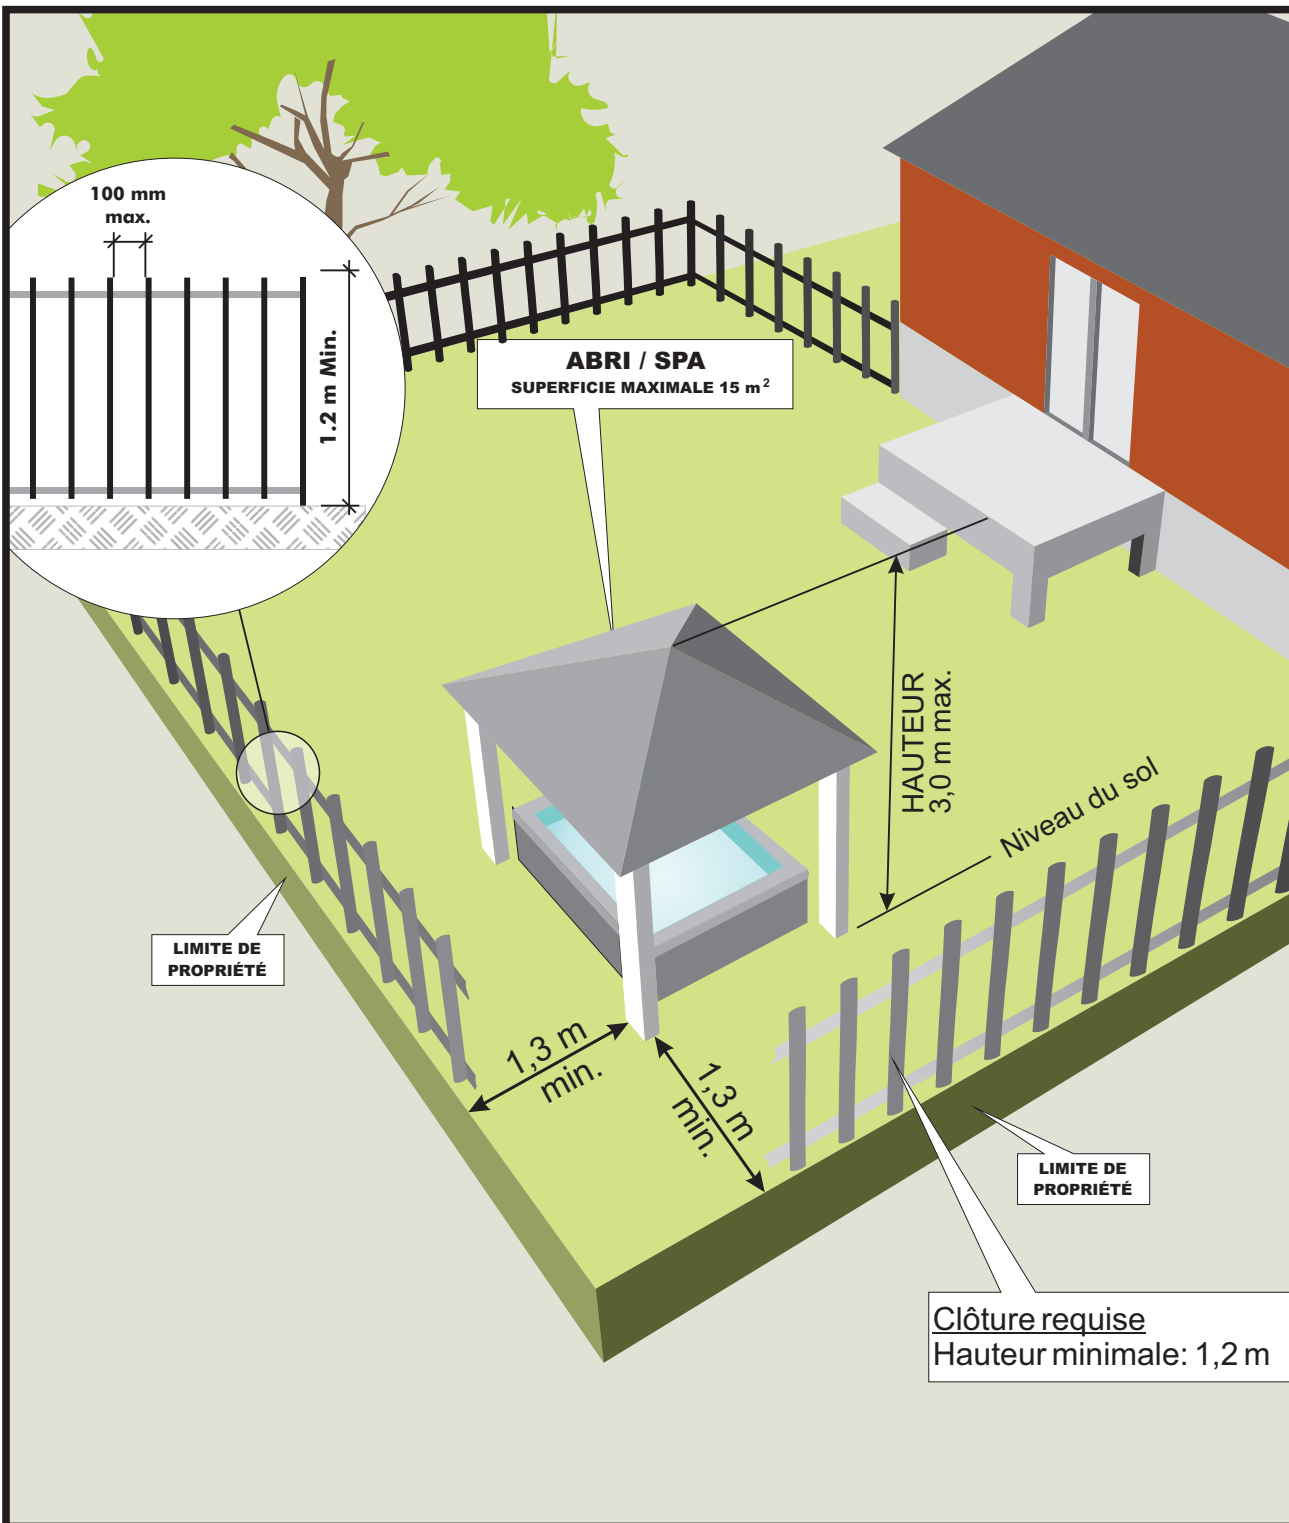 100 mm
max.
1.2 m Min.
ABRI / SPA
SUPERFICIE MAXIMALE 15 m²
HAUTEUR
3,0 m max.
Niveau du sol
LIMITE DE
PROPRIÉTÉ
1,3 m
min.
1,3 m
min.
LIMITE DE
PROPRIÉTÉ
Clôture requise
Hauteur minimale: 1,2 m